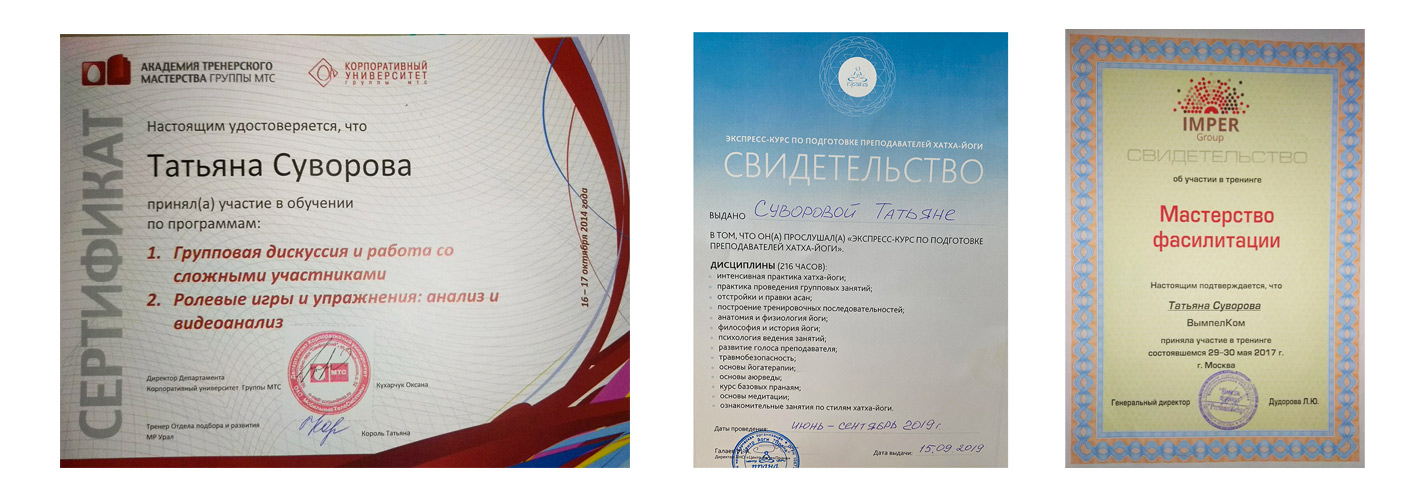 АКАДЕМИЯ ТРЕНЕРСКОГО
МАСТЕРСТВА ГРУППЫ МТС
КОРПОРАТИВНЫЙ
УНИВЕРСИТЕТ
группы мтс
СЕРТИФИКАТ
Настоящим удостоверяется, что
Татьяна Суворова
принял(а) участие в обучении
по программам:
1. Групповая дискуссия и работа со
сложными участниками
2. Ролевые игры и упражнения: анализ и
видеоанализ
16 – 17 октября 2014 года
Директор Департамента
Корпоративный университет Группы МТС
Кухарчук Оксана
мтс
Тренер Отдела подбора и развития
МР Урал
Король Татьяна
ЭКСПРЕСС-КУРС ПО ПОДГОТОВКЕ ПРЕПОДАВАТЕЛЕЙ ХАТХА-ЙОГИ
СВИДЕТЕЛЬСТВО
ВЫДАНО Суворовой Татьяне
В ТОМ, ЧТО ОН(А) ПРОСЛУШАЛ(А) «ЭКСПРЕСС-КУРС ПО ПОДГОТОВКЕ
ПРЕПОДАВАТЕЛЕЙ ХАТХА-ЙОГИ».
ДИСЦИПЛИНЫ (216 ЧАСОВ):
• интенсивная практика хатха-йоги;
• практика проведения групповых занятий;
• отстройки и правки асан;
• построение тренировочных последовательностей;
• анатомия и физиология йоги;
• философия и история йоги;
• психология ведения занятий;
• развитие голоса преподавателя;
• травмобезопасность;
• основы йогатерапии;
• основы аюрведы;
• курс базовых пранаям;
• основы медитации;
• ознакомительные занятия по стилям хатха-йоги.
Даты проведения: июнь – сентябрь 2019г.
Дата выдачи: 15.09.2019
ПРАНА
IMPER
Group
СВИДЕТЕЛЬСТВО
об участии в тренинге
Мастерство
фасилитации
Настоящим подтверждается, что
Татьяна Суворова
ВымпелКом
приняла участие в тренинге
состоявшемся 29-30 мая 2017 г.
г. Москва
Генеральный директор
Дудорова Л.Ю.